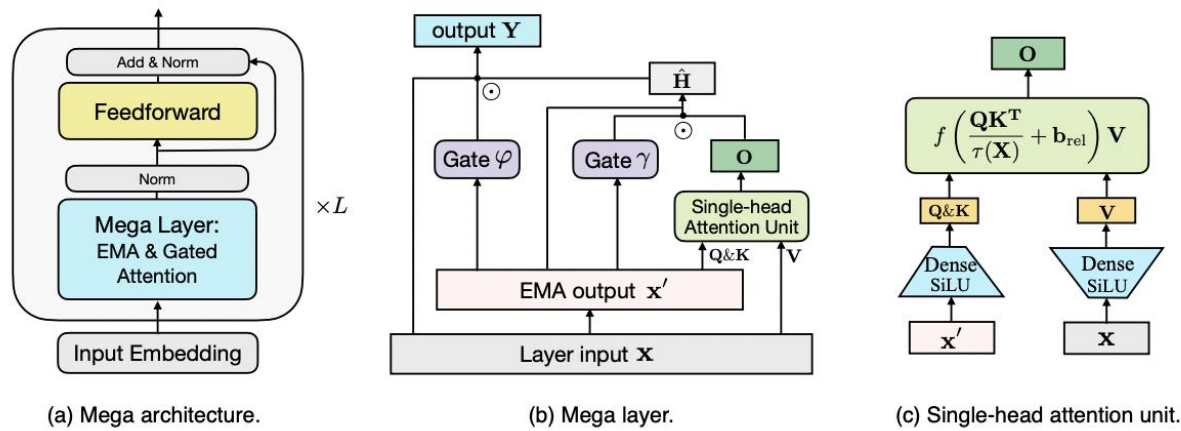 Add & Norm
Feedforward
Norm
Mega Layer:
EMA & Gated
Attention
×L
Input Embedding
(a) Mega architecture.
output Y
Ĥ
⊙
⊙
Gate φ
Gate γ
O
Single-head
Attention Unit
Q&K
V
EMA output x′
Layer input x
(b) Mega layer.
O
f(QK^T/τ(X) + b_rel) V
Q&K
V
Dense
SiLU
Dense
SiLU
x′
x
(c) Single-head attention unit.